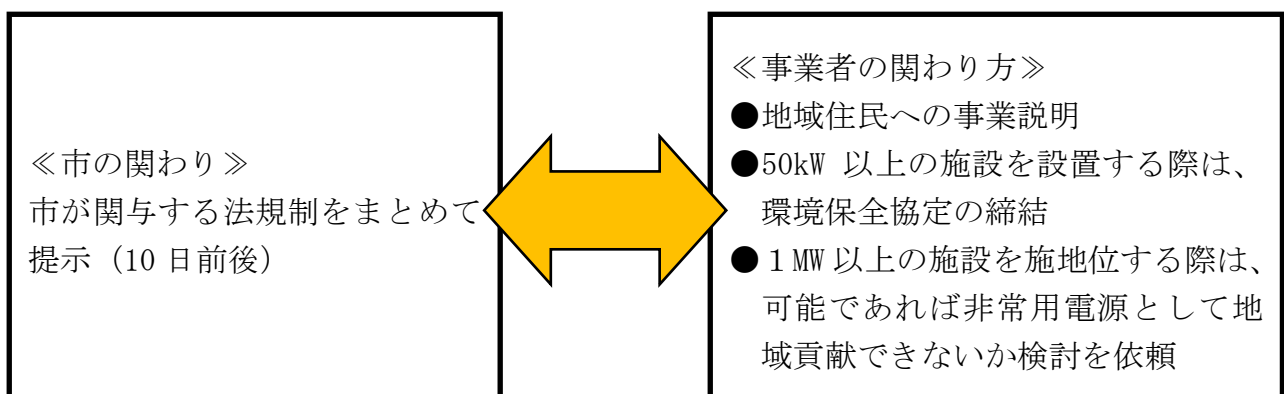 ≪市の関わり≫
市が関与する法規制をまとめて
提示（10日前後）
≪事業者の関わり方≫
●地域住民への事業説明
●50kW 以上の施設を設置する際は、
環境保全協定の締結
●１MW以上の施設を施地位する際は、
可能であれば非常用電源として地
域貢献できないか検討を依頼